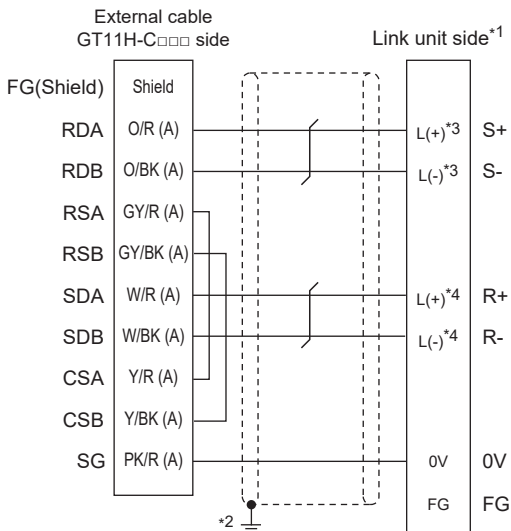 External cable
GT11H-C□□□ side
Link unit side*1
FG(Shield) Shield
RDA O/R (A) L(+)*3 S+
RDB O/BK (A) L(-)*3 S-
RSA GY/R (A)
RSB GY/BK (A)
SDA W/R (A) L(+)*4 R+
SDB W/BK (A) L(-)*4 R-
CSA Y/R (A)
CSB Y/BK (A)
SG PK/R (A) 0V 0V
FG FG
*2